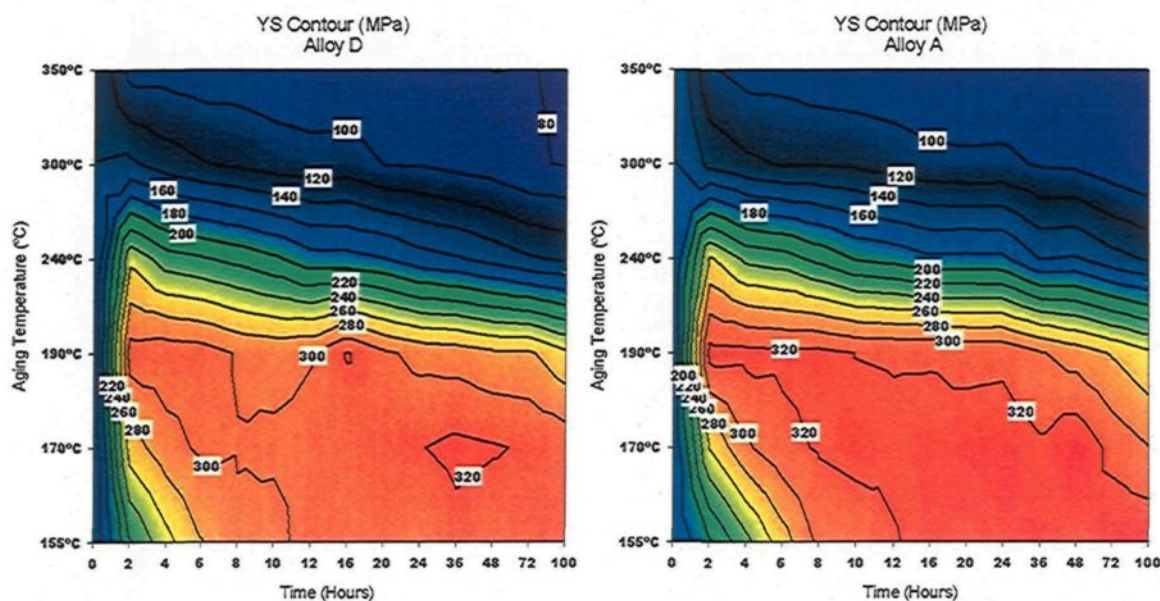 YS Contour (MPa)
Alloy D
350°C
300°C
240°C
190°C
170°C
155°C
Aging Temperature (°C)
80
100
120
140
160
180
200
220
240
260
280
300
220
240
260
280
300
320
0 2 4 6 8 10 12 16 20 24 36 48 72 100
Time (Hours)
YS Contour (MPa)
Alloy A
350°C
300°C
240°C
190°C
170°C
155°C
Aging Temperature (°C)
100
120
140
160
180
200
220
240
260
280
300
320
200
220
240
260
280
300
320
320
0 2 4 6 8 10 12 16 20 24 36 48 72 100
Time (Hours)